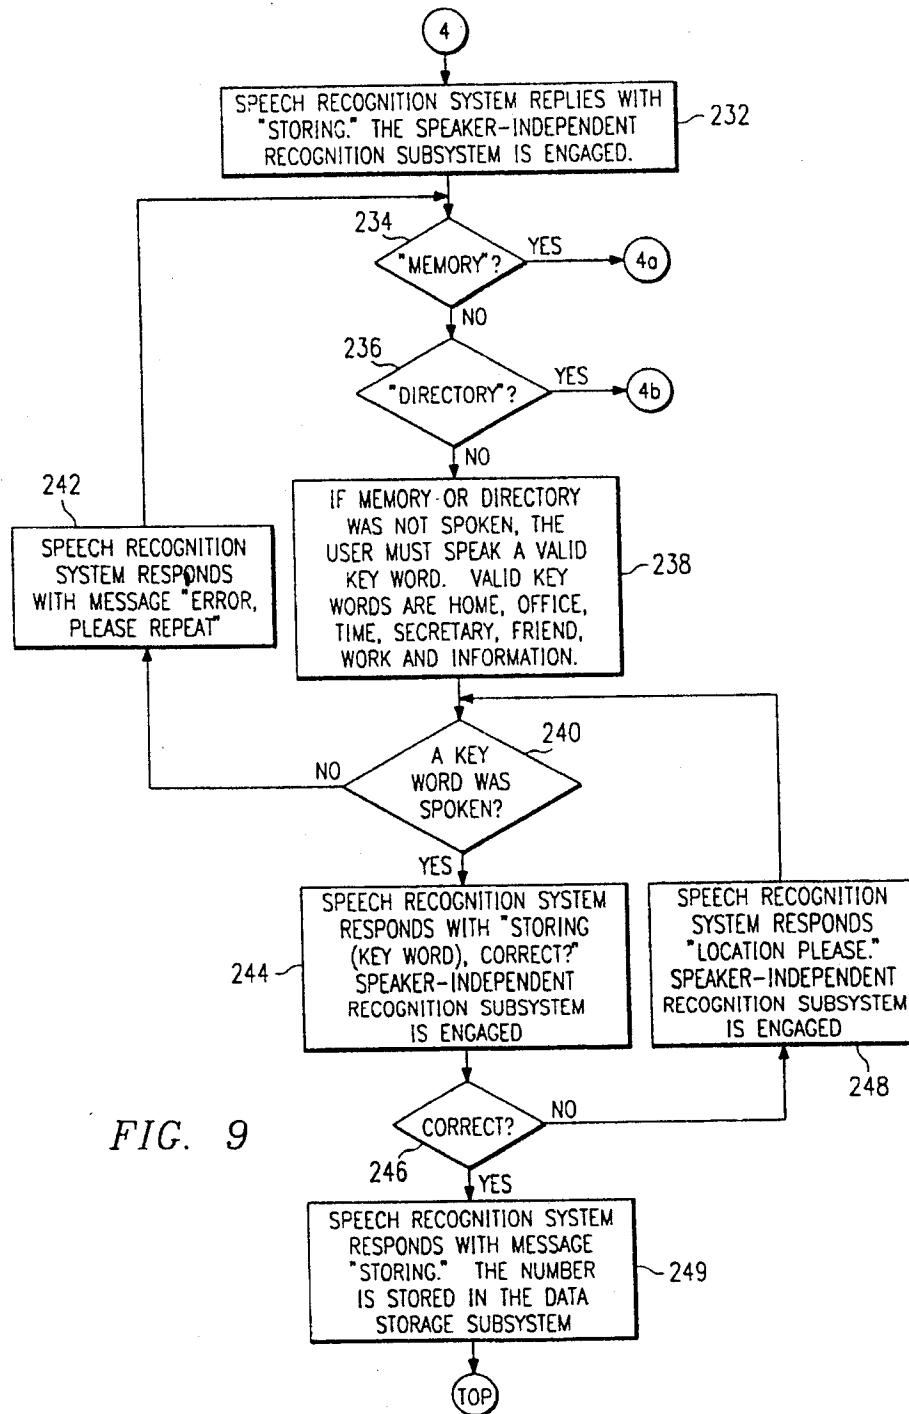 4
SPEECH RECOGNITION SYSTEM REPLIES WITH
"STORING." THE SPEAKER-INDEPENDENT
RECOGNITION SUBSYSTEM IS ENGAGED.
232
234
"MEMORY"?
YES
4a
NO
236
"DIRECTORY"?
YES
4b
NO
242
SPEECH RECOGNITION
SYSTEM RESPONDS
WITH MESSAGE "ERROR,
PLEASE REPEAT"
IF MEMORY OR DIRECTORY
WAS NOT SPOKEN, THE
USER MUST SPEAK A VALID
KEY WORD. VALID KEY
WORDS ARE HOME, OFFICE,
TIME, SECRETARY, FRIEND,
WORK AND INFORMATION.
238
240
A KEY
WORD WAS
SPOKEN?
NO
YES
SPEECH RECOGNITION SYSTEM
RESPONDS WITH "STORING
(KEY WORD), CORRECT?"
SPEAKER-INDEPENDENT
RECOGNITION SUBSYSTEM
IS ENGAGED
244
SPEECH RECOGNITION
SYSTEM RESPONDS
"LOCATION PLEASE."
SPEAKER-INDEPENDENT
RECOGNITION SUBSYSTEM
IS ENGAGED
248
CORRECT?
NO
246
YES
FIG. 9
SPEECH RECOGNITION SYSTEM
RESPONDS WITH MESSAGE
"STORING." THE NUMBER
IS STORED IN THE DATA
STORAGE SUBSYSTEM
249
TOP